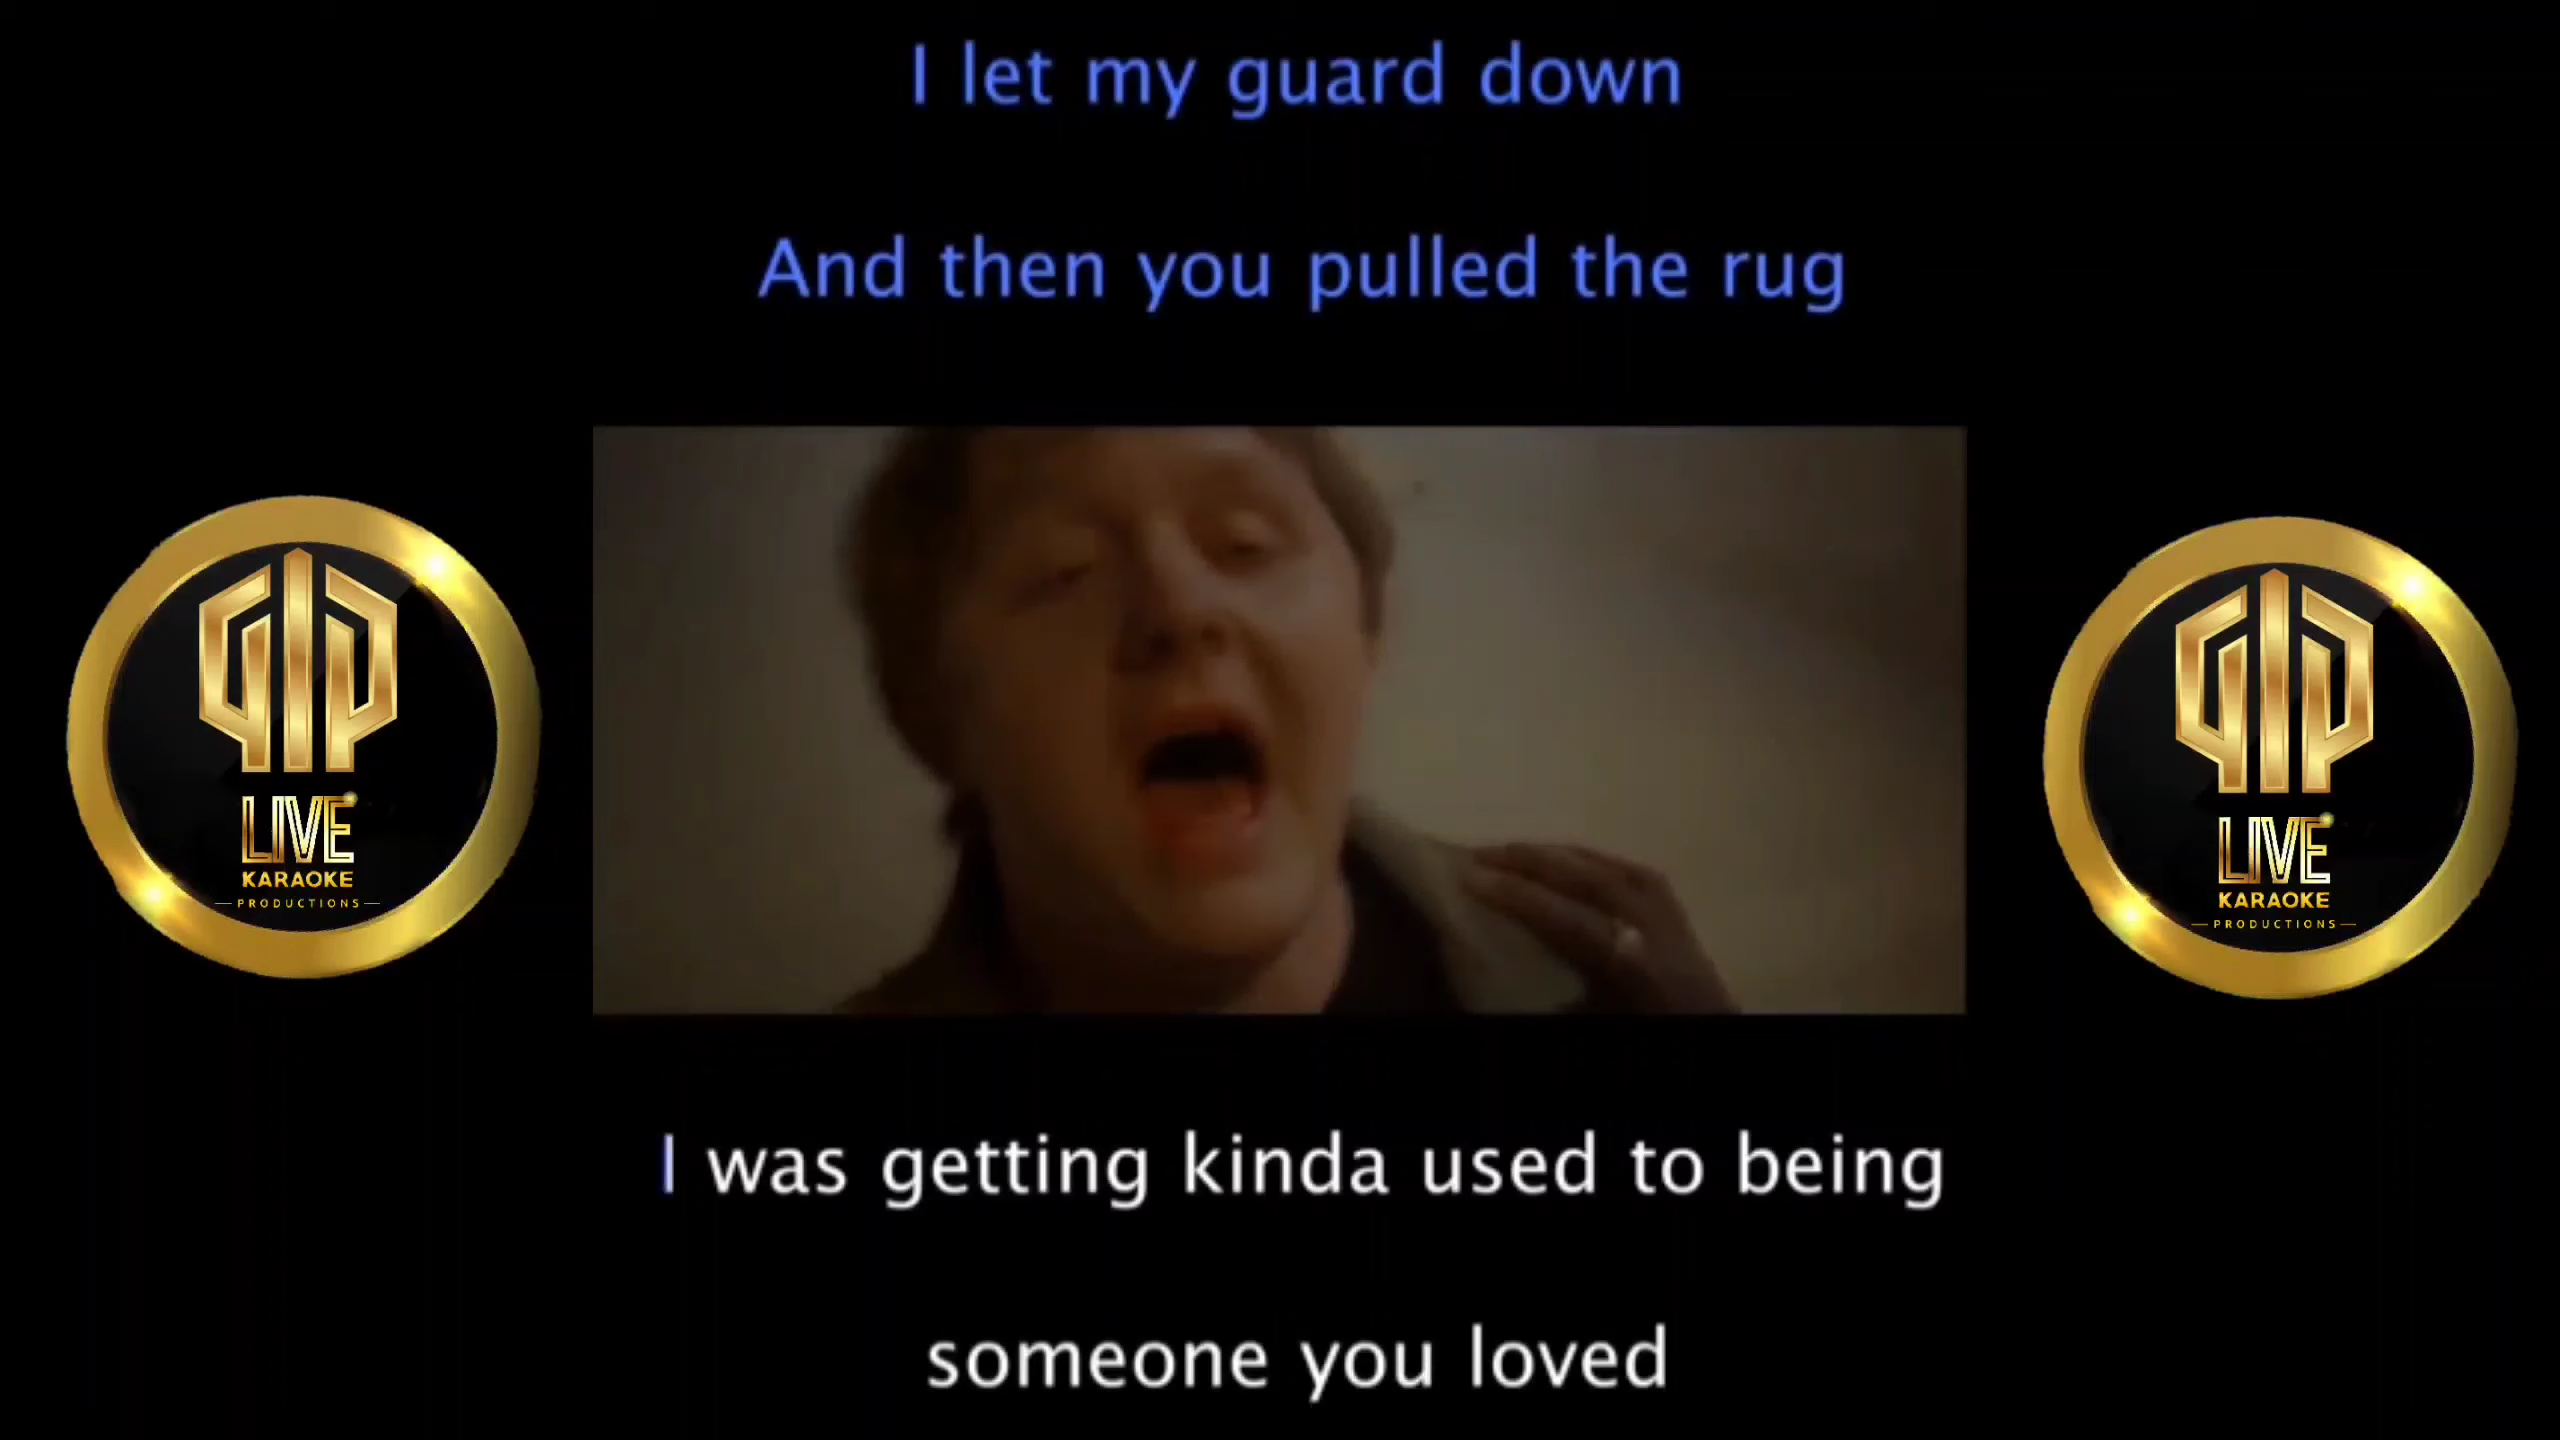 I let my guard down
And then you pulled the rug
LIVE
KARAOKE
PRODUCTIONS
LIVE
KARAOKE
PRODUCTIONS
I was getting kinda used to being
someone you loved